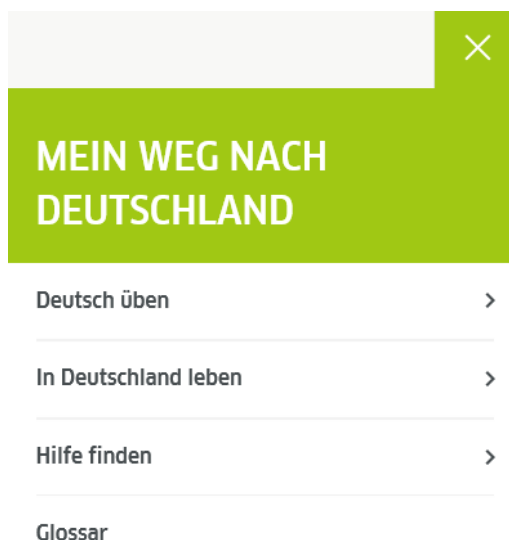 MEIN WEG NACH
DEUTSCHLAND
Deutsch üben
In Deutschland leben
Hilfe finden
Glossar